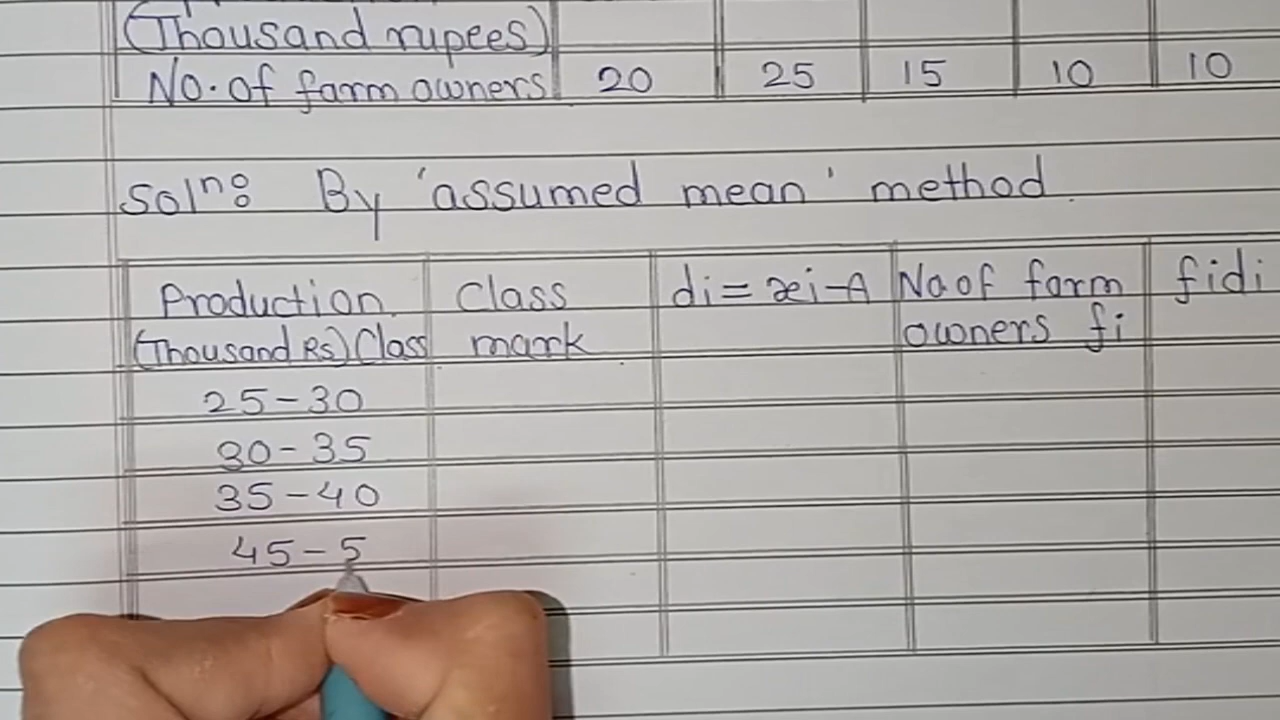 (Thousand rupees)
No. of farm owners 20 25 15 10 10
Solⁿ: By 'assumed mean' method.
Production (Thousand Rs) Class
Class mark
di = xi - A
No of farm owners fi
fidi
25 - 30
30 - 35
35 - 40
45 - 5